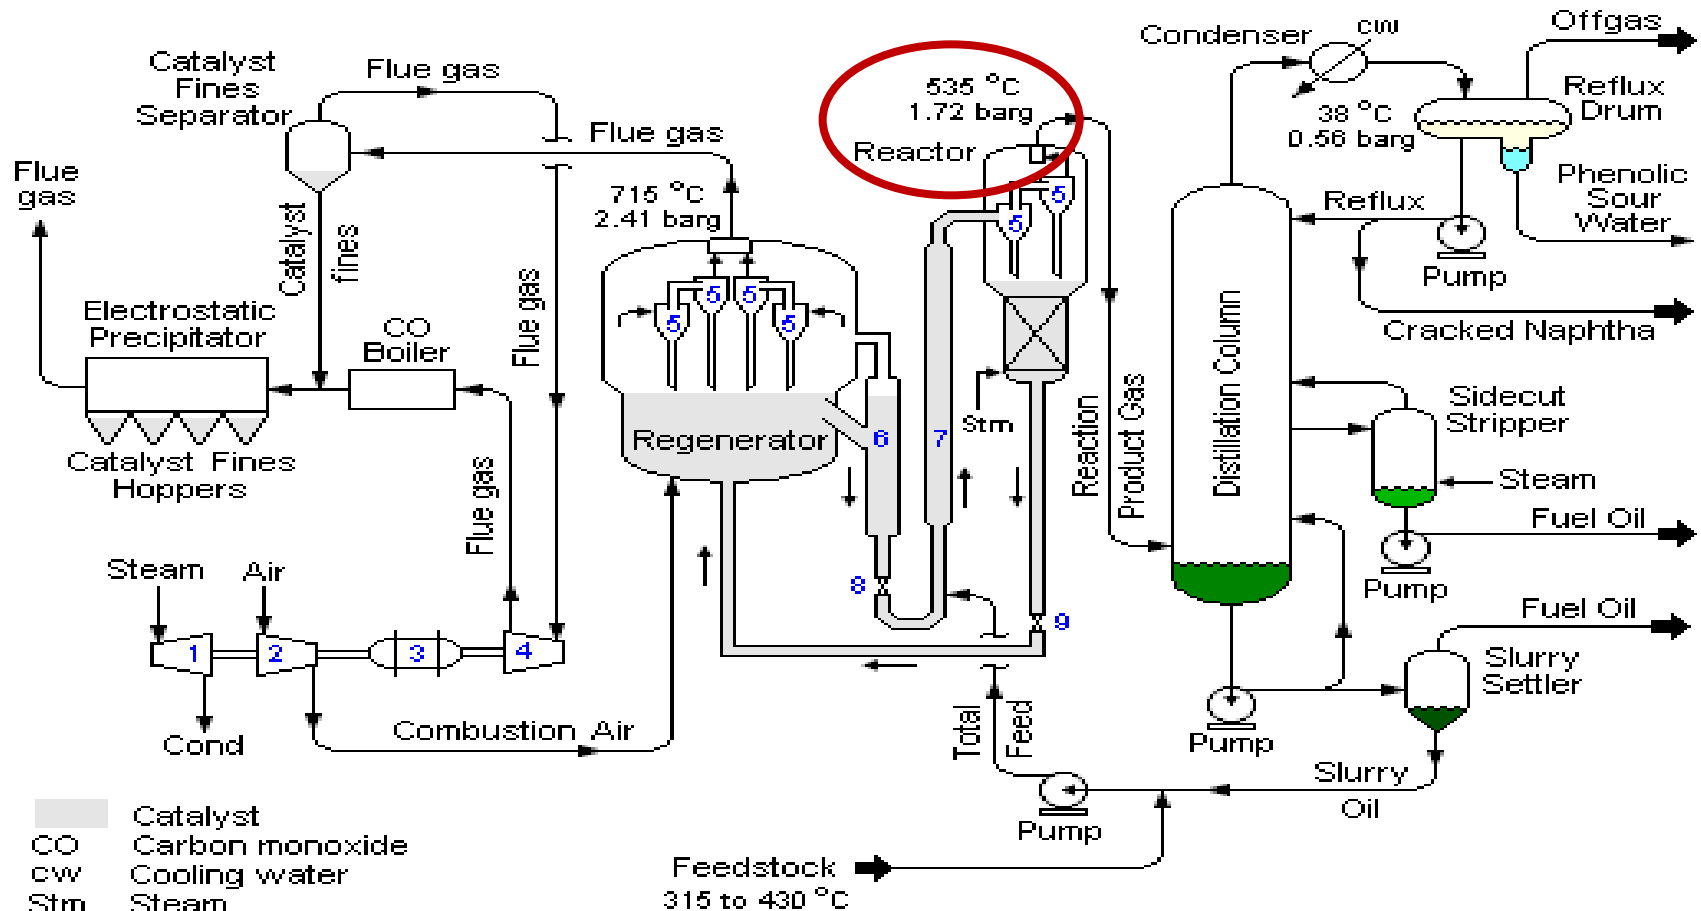 Catalyst
Fines
Separator
Flue gas
Flue gas
Flue
gas
Catalyst
fines
715 °C
2.41 barg
535 °C
1.72 barg
Reactor
Condenser
CW
Offgas
Reflux
Drum
38 °C
0.56 barg
Phenolic
Sour
Water
Reflux
Pump
Cracked Naphtha
Electrostatic
Precipitator
CO
Boiler
Catalyst Fines
Hoppers
Flue gas
Flue gas
5
5
5
5
5
5
Regenerator
6
7
8
9
Stm
Reaction
Product Gas
Distillation Column
Sidecut
Stripper
Steam
Fuel Oil
Pump
Fuel Oil
Slurry
Settler
Pump
Slurry
Oil
Steam
Air
1
2
3
4
Cond
Combustion Air
Total
Feed
Pump
Feedstock
315 to 430 °C
Catalyst
CO Carbon monoxide
CW Cooling water
Stm Steam